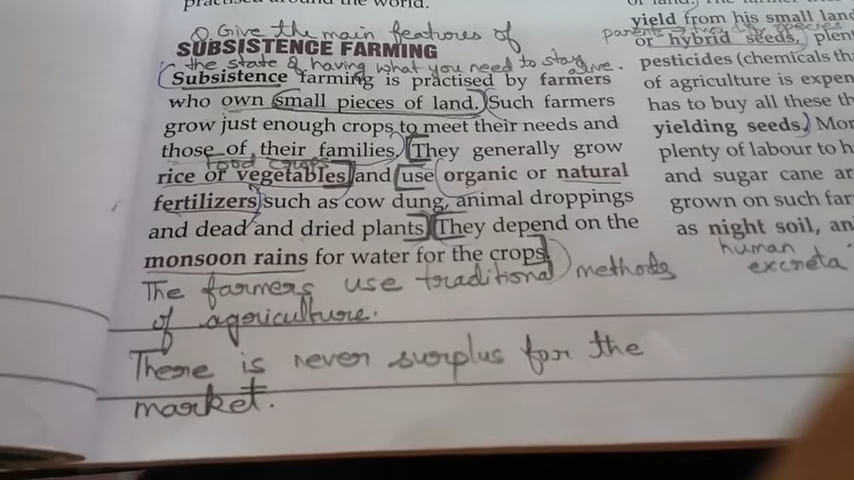 practised around the world.
Q. Give the main features of
SUBSISTENCE FARMING
the state of having what you need to stay alive.
Subsistence farming is practised by farmers
who own small pieces of land. Such farmers
grow just enough crops to meet their needs and
those of their families. They generally grow
food crops
rice or vegetables and use organic or natural
fertilizers such as cow dung, animal droppings
and dead and dried plants. They depend on the
monsoon rains for water for the crops.
The farmers use traditional methods
of agriculture.
There is never surplus for the
market.
yield from his small land
parents
or hybrid seeds, plen
pesticides (chemicals th
of agriculture is expen
has to buy all these th
yielding seeds. Mor
plenty of labour to h
and sugar cane ar
grown on such far
as night soil, an
human
excreta